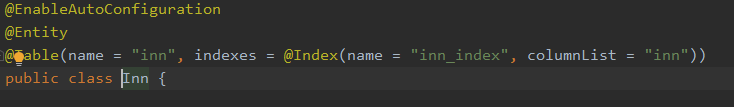 @EnableAutoConfiguration
@Entity
@Table(name = "inn", indexes = @Index(name = "inn_index", columnList = "inn"))
public class Inn {